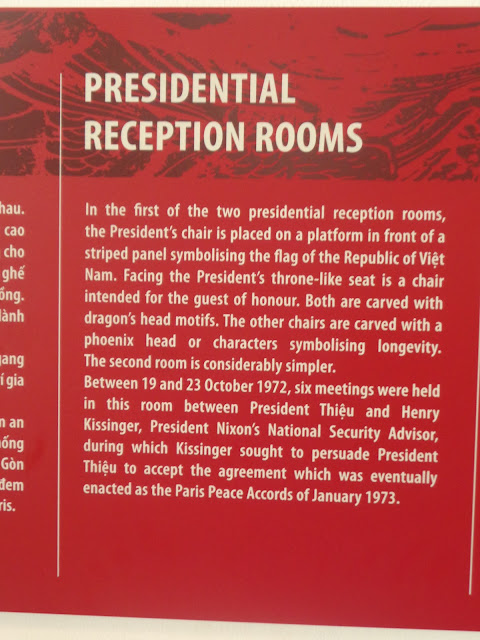 PRESIDENTIAL
RECEPTION ROOMS
In the first of the two presidential reception rooms,
the President's chair is placed on a platform in front of a
striped panel symbolising the flag of the Republic of Việt
Nam. Facing the President's throne-like seat is a chair
intended for the guest of honour. Both are carved with
dragon's head motifs. The other chairs are carved with a
phoenix head or characters symbolising longevity.
The second room is considerably simpler.
Between 19 and 23 October 1972, six meetings were held
in this room between President Thiệu and Henry
Kissinger, President Nixon's National Security Advisor,
during which Kissinger sought to persuade President
Thiệu to accept the agreement which was eventually
enacted as the Paris Peace Accords of January 1973.
cao
cho
ghế
gia
an
Gòn
đem